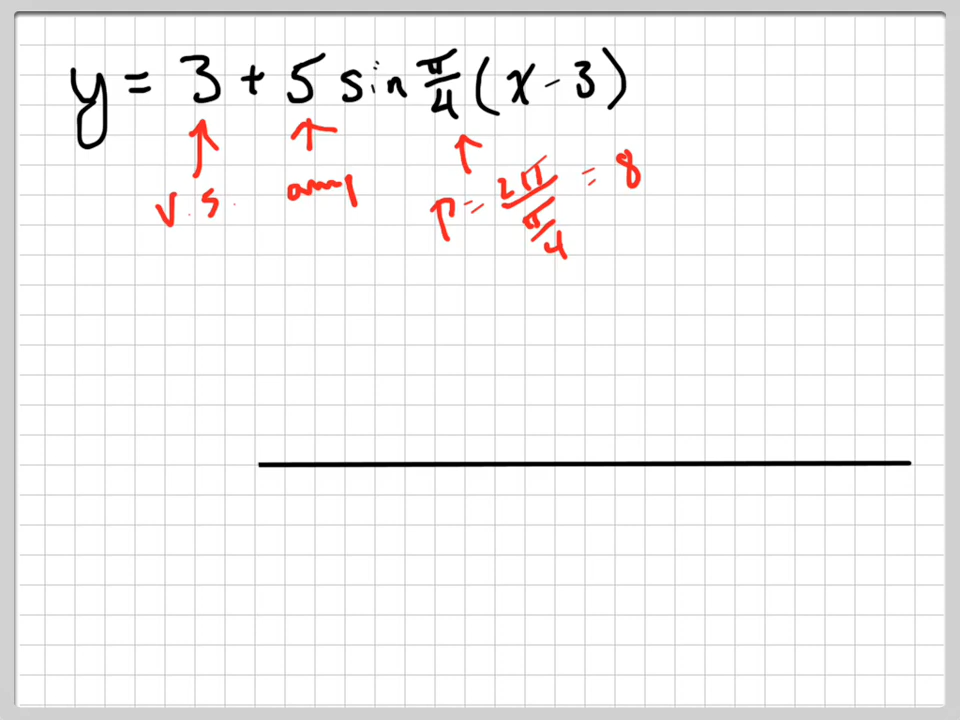 y = 3 + 5 sin π/4 (x - 3)
v.s. amp p = 2π/(π/4) = 8